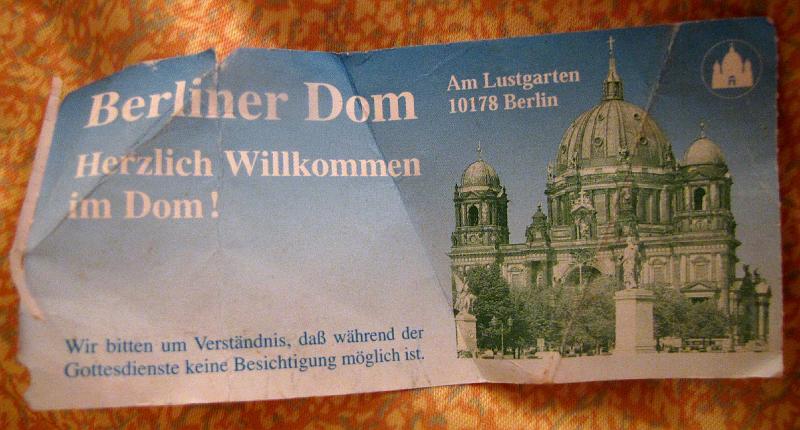 Berliner Dom
Herzlich Willkommen
im Dom!
Am Lustgarten
10178 Berlin
Wir bitten um Verständnis, daß während der
Gottesdienste keine Besichtigung möglich ist.